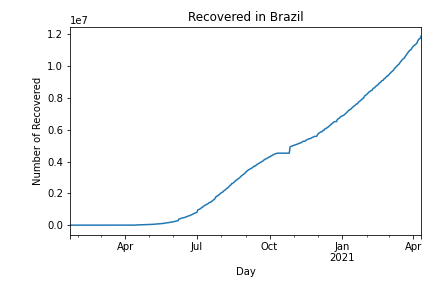 Recovered in Brazil
1e7
1.2
1.0
0.8
0.6
0.4
0.2
0.0
Number of Recovered
Apr
Jul
Oct
Jan
2021
Apr
Day